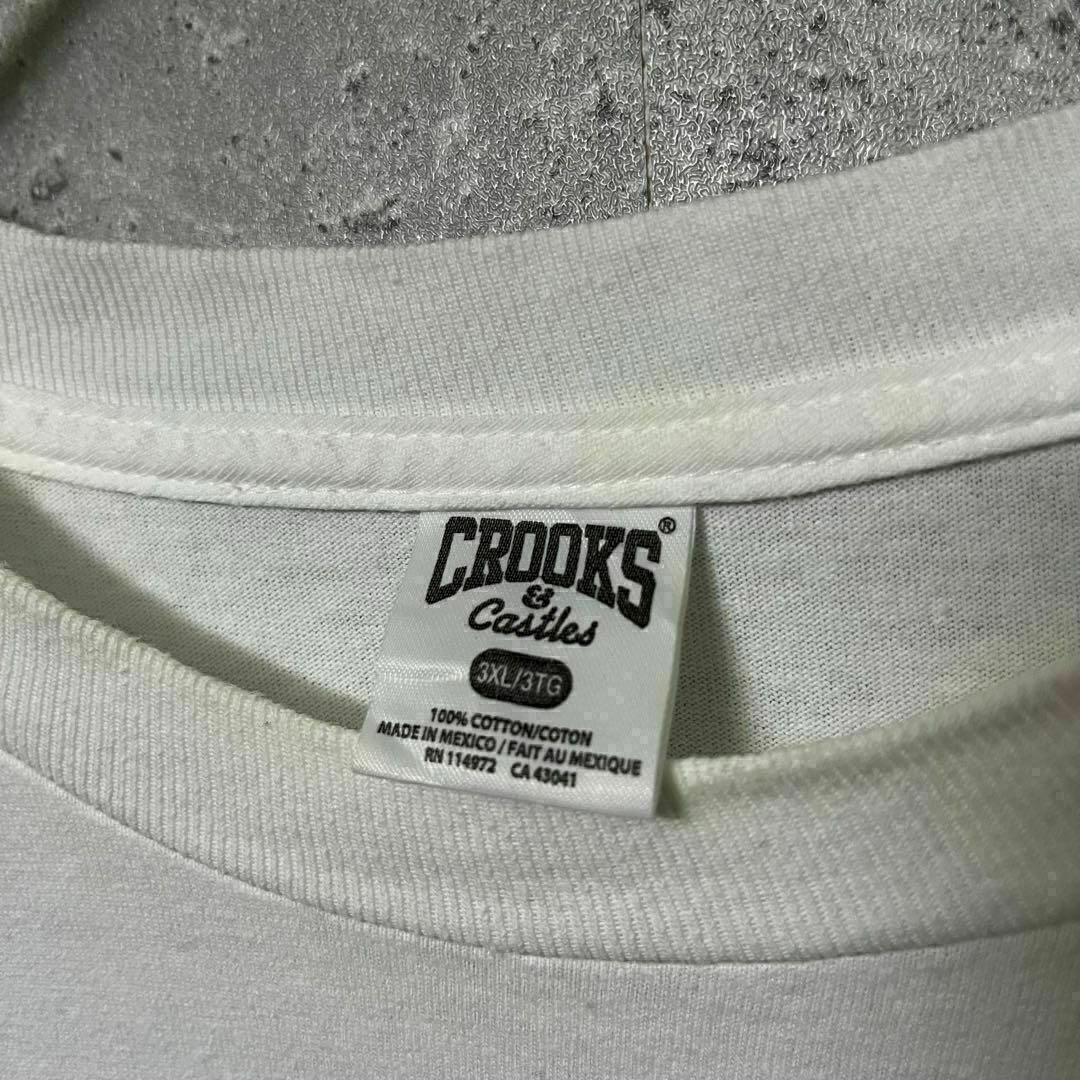 CROOKS®
&
Castles
3XL/3TG
100% COTTON/COTON
MADE IN MEXICO / FAIT AU MEXIQUE
RN 114972 CA 43041